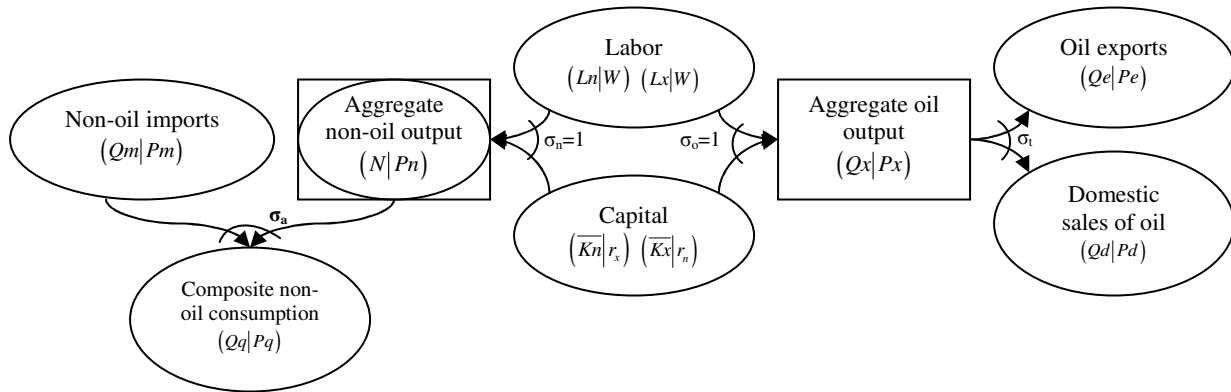 Non-oil imports
(Qm|Pm)
Aggregate
non-oil output
(N|Pn)
σₐ
Composite non-
oil consumption
(Qq|Pq)
Labor
(Ln|W) (Lx|W)
σₙ=1
σₒ=1
Capital
(K̅n̅|rₓ) (K̅x̅|rₙ)
Aggregate oil
output
(Qx|Px)
σₜ
Oil exports
(Qe|Pe)
Domestic
sales of oil
(Qd|Pd)